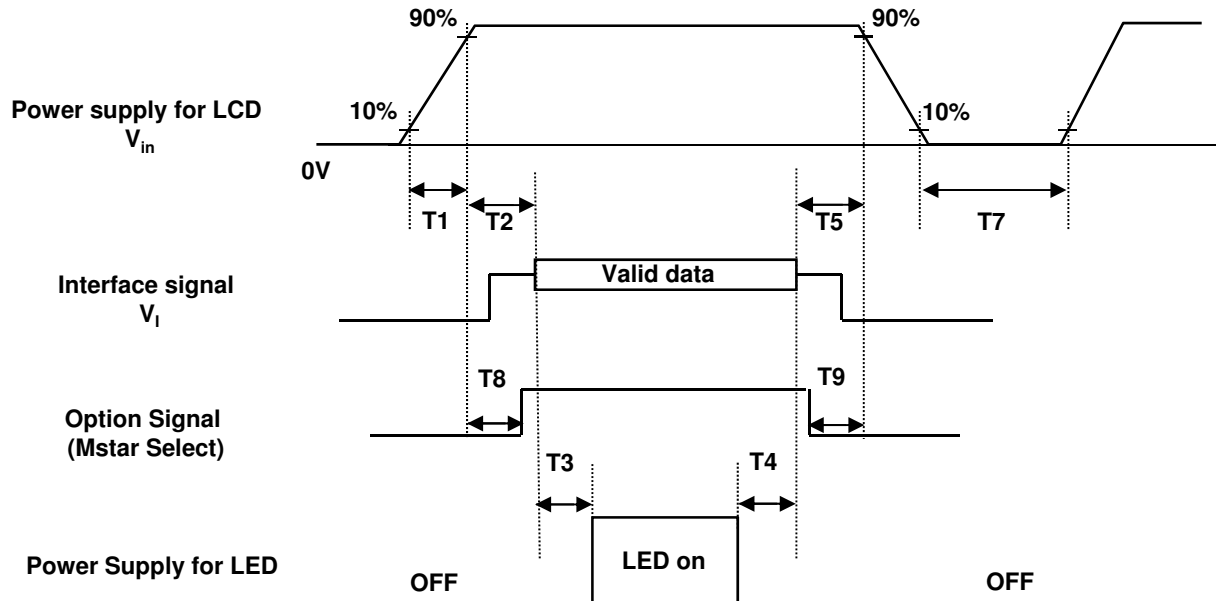 90%
90%
Power supply for LCD
Vin
10%
10%
0V
T1
T2
T5
T7
Interface signal
VI
Valid data
T8
T9
Option Signal
(Mstar Select)
T3
T4
Power Supply for LED
OFF
LED on
OFF